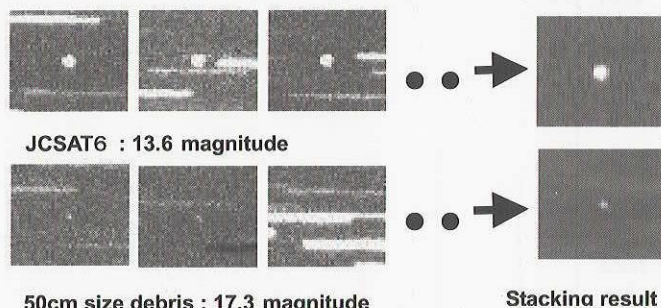 JCSAT6 : 13.6 magnitude
50cm size debris : 17.3 magnitude
Stacking result